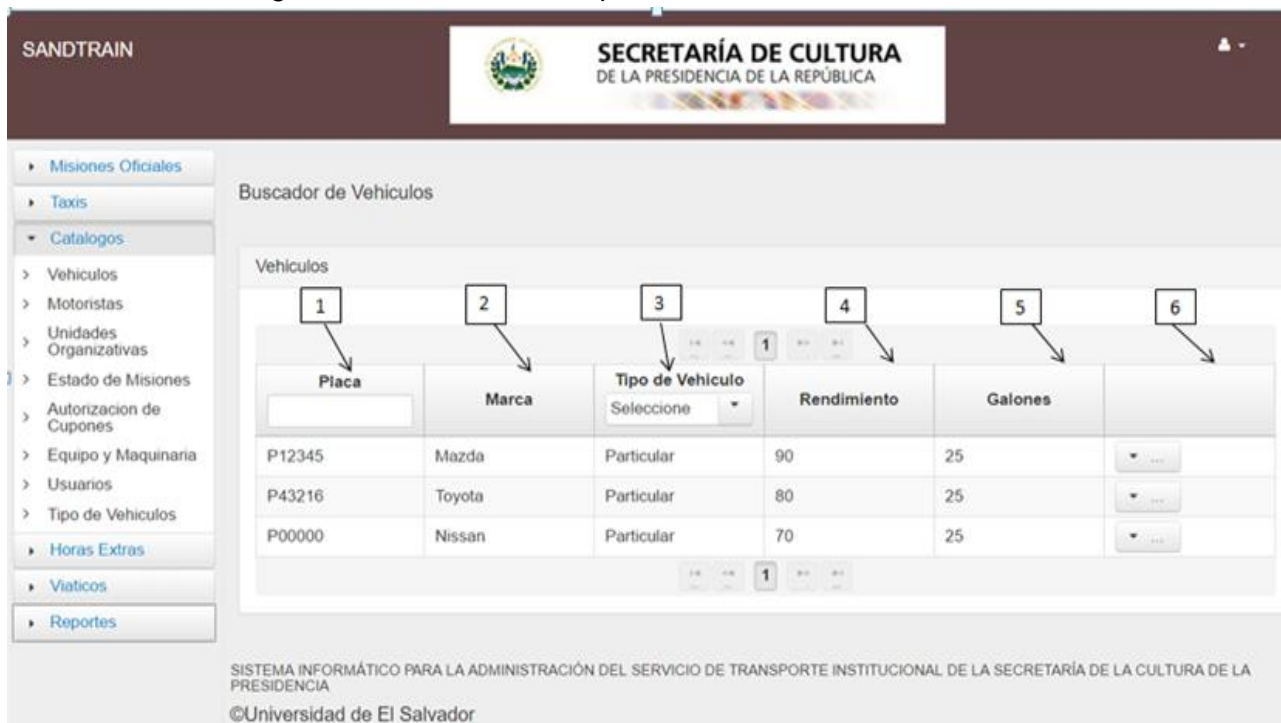 SANDTRAIN
SECRETARÍA DE CULTURA
DE LA PRESIDENCIA DE LA REPÚBLICA
Misiones Oficiales
Taxis
Catalogos
Vehiculos
Motoristas
Unidades
Organizativas
Estado de Misiones
Autorizacion de
Cupones
Equipo y Maquinaria
Usuarios
Tipo de Vehiculos
Horas Extras
Viaticos
Reportes
Buscador de Vehiculos
Vehiculos
1 2 3 4 5 6
1
Placa Marca Tipo de Vehiculo Rendimiento Galones
Seleccione
P12345 Mazda Particular 90 25 ...
P43216 Toyota Particular 80 25 ...
P00000 Nissan Particular 70 25 ...
1
SISTEMA INFORMÁTICO PARA LA ADMINISTRACIÓN DEL SERVICIO DE TRANSPORTE INSTITUCIONAL DE LA SECRETARÍA DE LA CULTURA DE LA
PRESIDENCIA
©Universidad de El Salvador